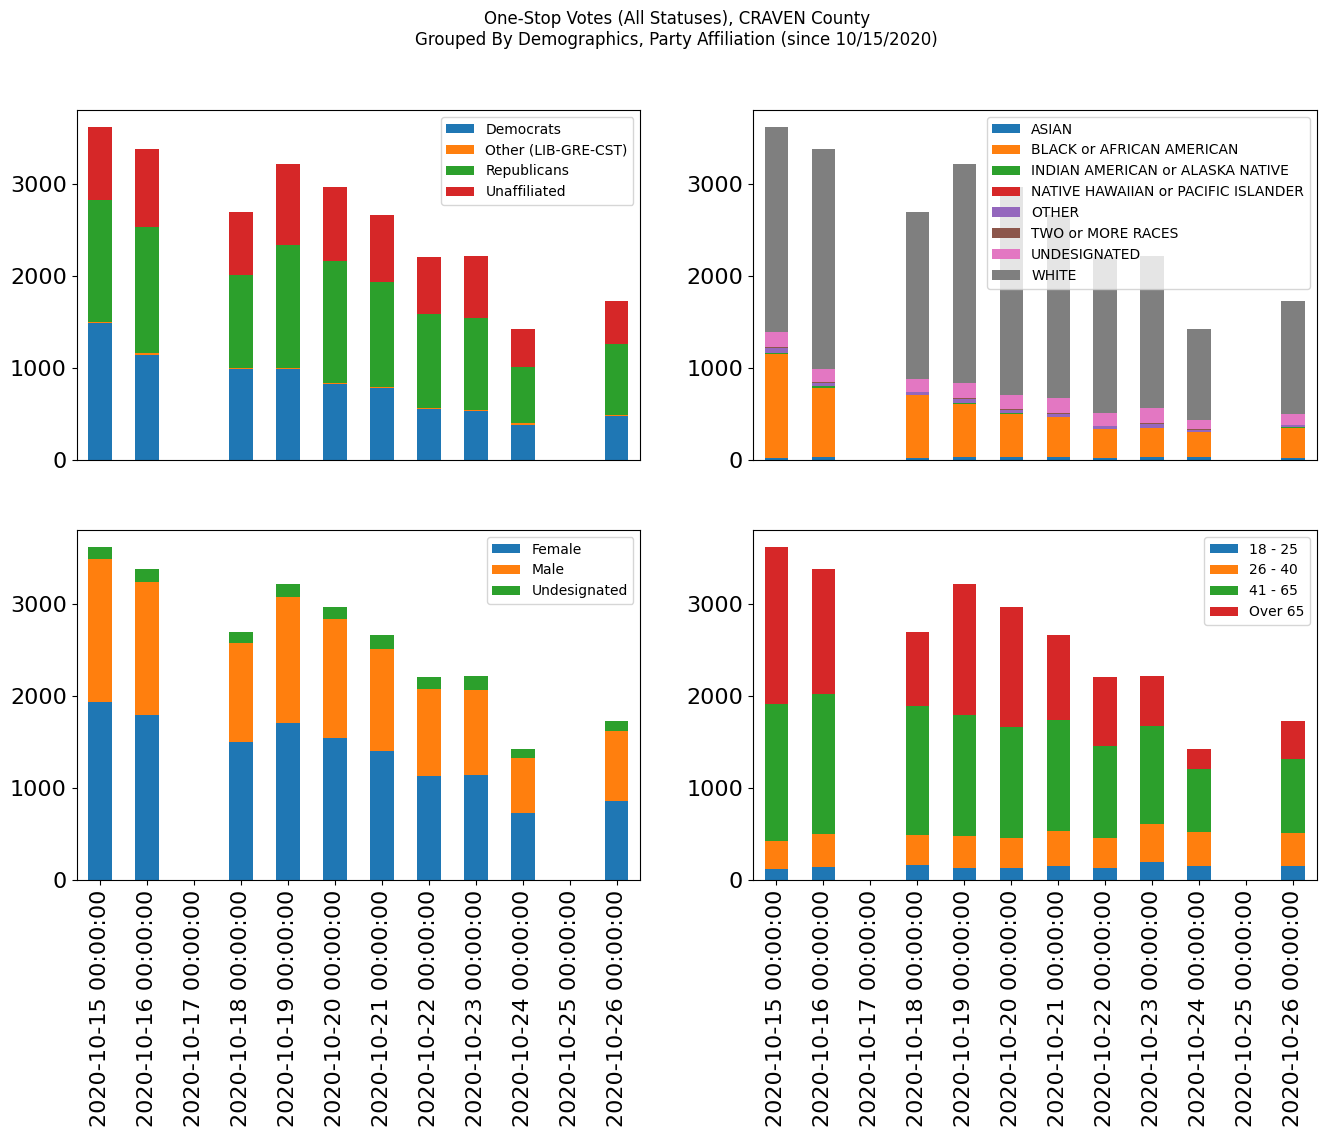 One-Stop Votes (All Statuses), CRAVEN County
Grouped By Demographics, Party Affiliation (since 10/15/2020)
3000
2000
1000
0
Democrats
Other (LIB-GRE-CST)
Republicans
Unaffiliated
3000
2000
1000
0
ASIAN
BLACK or AFRICAN AMERICAN
INDIAN AMERICAN or ALASKA NATIVE
NATIVE HAWAIIAN or PACIFIC ISLANDER
OTHER
TWO or MORE RACES
UNDESIGNATED
WHITE
3000
2000
1000
0
Female
Male
Undesignated
2020-10-15 00:00:00
2020-10-16 00:00:00
2020-10-17 00:00:00
2020-10-18 00:00:00
2020-10-19 00:00:00
2020-10-20 00:00:00
2020-10-21 00:00:00
2020-10-22 00:00:00
2020-10-23 00:00:00
2020-10-24 00:00:00
2020-10-25 00:00:00
2020-10-26 00:00:00
3000
2000
1000
0
18 - 25
26 - 40
41 - 65
Over 65
2020-10-15 00:00:00
2020-10-16 00:00:00
2020-10-17 00:00:00
2020-10-18 00:00:00
2020-10-19 00:00:00
2020-10-20 00:00:00
2020-10-21 00:00:00
2020-10-22 00:00:00
2020-10-23 00:00:00
2020-10-24 00:00:00
2020-10-25 00:00:00
2020-10-26 00:00:00